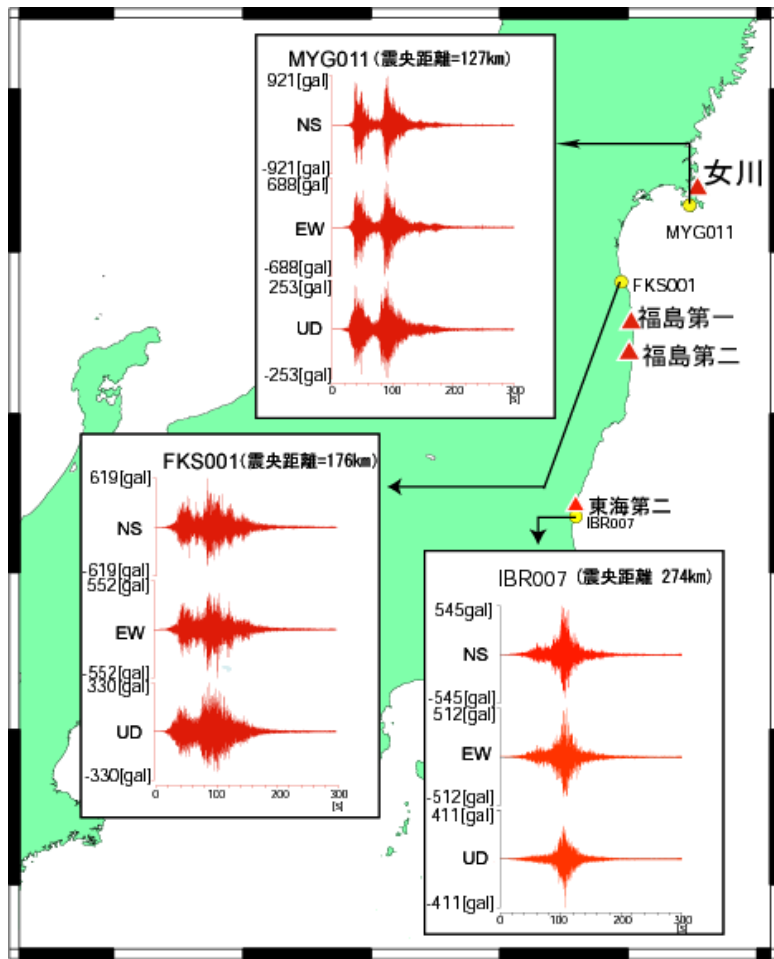 MYG011 (震央距離=127km)
921[gal]
NS
-921[gal]
688[gal]
EW
-688[gal]
253[gal]
UD
-253[gal]
0 100 200 300
[s]
女川
MYG011
FKS001
福島第一
福島第二
FKS001(震央距離=176km)
619[gal]
NS
-619[gal]
552[gal]
EW
-552[gal]
330[gal]
UD
-330[gal]
0 100 200 300
[s]
東海第二
IBR007
IBR007 (震央距離 274km)
545gal]
NS
-545[gal]
512[gal]
EW
-512[gal]
411[gal]
UD
-411[gal]
0 100 200 300
[s]